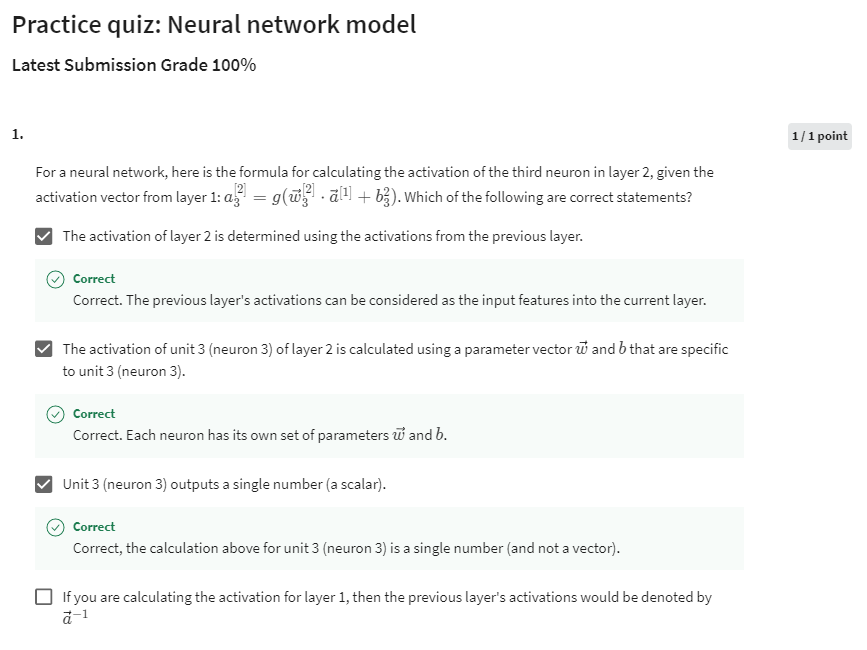 Practice quiz: Neural network model
Latest Submission Grade 100%
1.
1 / 1 point
For a neural network, here is the formula for calculating the activation of the third neuron in layer 2, given the
activation vector from layer 1: $a_3^{[2]} = g(\vec{w}_3^{[2]} \cdot \vec{a}^{[1]} + b_3^2)$. Which of the following are correct statements?
The activation of layer 2 is determined using the activations from the previous layer.
Correct
Correct. The previous layer's activations can be considered as the input features into the current layer.
The activation of unit 3 (neuron 3) of layer 2 is calculated using a parameter vector $\vec{w}$ and $b$ that are specific
to unit 3 (neuron 3).
Correct
Correct. Each neuron has its own set of parameters $\vec{w}$ and $b$.
Unit 3 (neuron 3) outputs a single number (a scalar).
Correct
Correct, the calculation above for unit 3 (neuron 3) is a single number (and not a vector).
If you are calculating the activation for layer 1, then the previous layer's activations would be denoted by
$\vec{a}^{-1}$